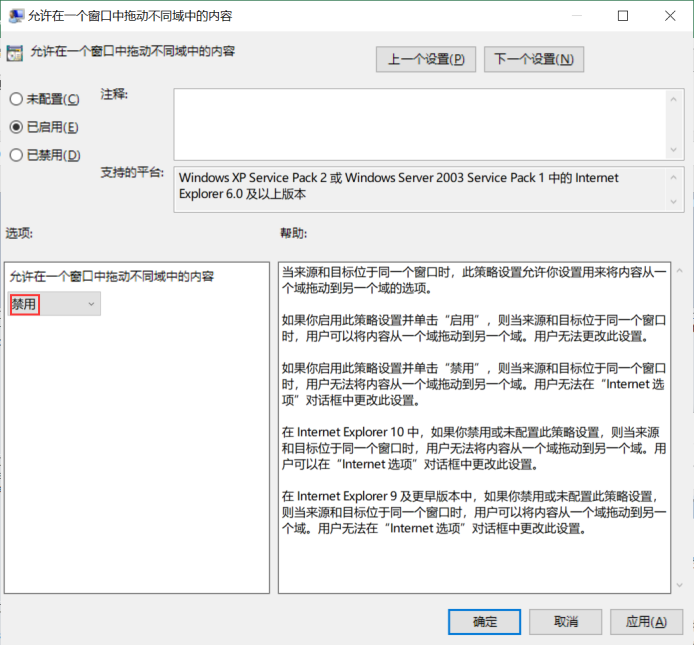 允许在一个窗口中拖动不同域中的内容
允许在一个窗口中拖动不同域中的内容
上一个设置(P)
下一个设置(N)
未配置(C)
注释:
已启用(E)
已禁用(D)
支持的平台:
Windows XP Service Pack 2 或 Windows Server 2003 Service Pack 1 中的 Internet
Explorer 6.0 及以上版本
选项:
帮助:
允许在一个窗口中拖动不同域中的内容
禁用
当来源和目标位于同一个窗口时，此策略设置允许你设置用来将内容从一
个域拖动到另一个域的选项。
如果你启用此策略设置并单击“启用”，则当来源和目标位于同一个窗口
时，用户可以将内容从一个域拖动到另一个域。用户无法更改此设置。
如果你启用此策略设置并单击“禁用”，则当来源和目标位于同一个窗口
时，用户无法将内容从一个域拖动到另一个域。用户无法在“Internet 选
项”对话框中更改此设置。
在 Internet Explorer 10 中，如果你禁用或未配置此策略设置，则当来源
和目标位于同一个窗口时，用户无法将内容从一个域拖动到另一个域。用
户可以在“Internet 选项”对话框中更改此设置。
在 Internet Explorer 9 及更早版本中，如果你禁用或未配置此策略设置，
则当来源和目标位于同一个窗口时，用户可以将内容从一个域拖动到另一
个域。用户无法在“Internet 选项”对话框中更改此设置。
确定
取消
应用(A)